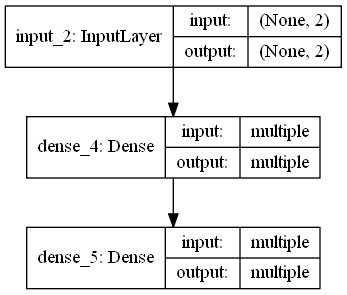 input_2: InputLayer
input: (None, 2)
output: (None, 2)
dense_4: Dense
input: multiple
output: multiple
dense_5: Dense
input: multiple
output: multiple